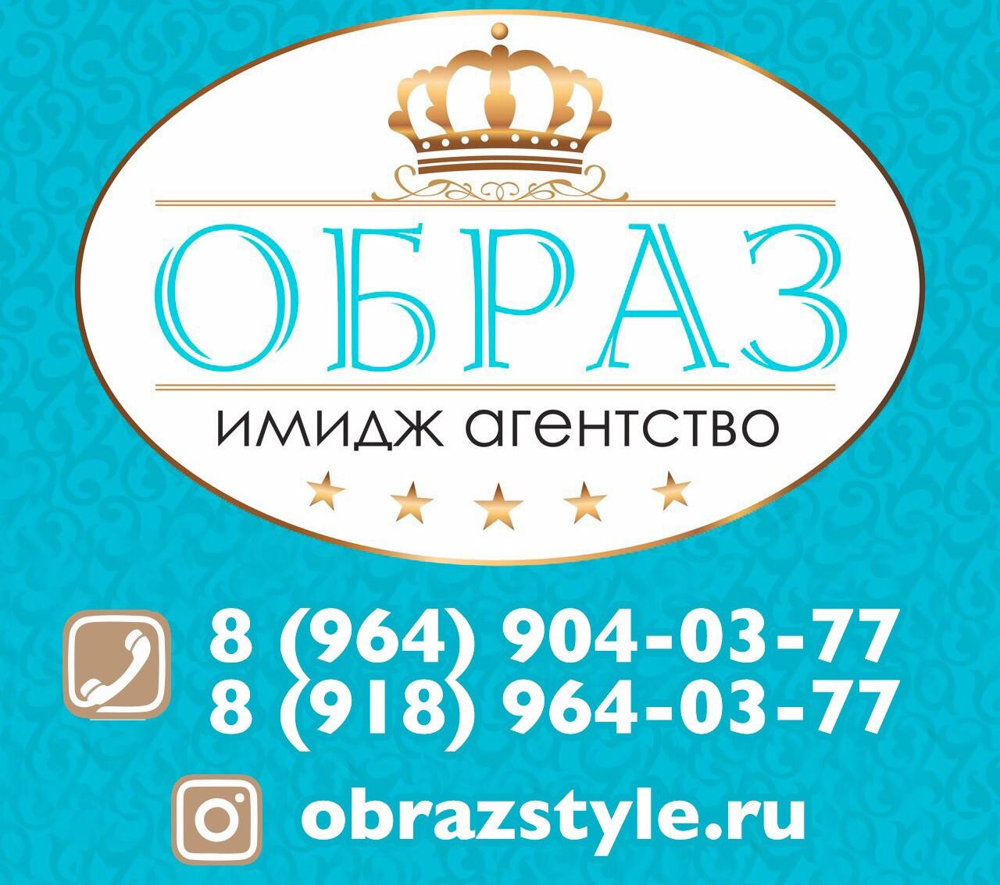 ОБРАЗ
имидж агентство
8 (964) 904-03-77
8 (918) 964-03-77
obrazstyle.ru